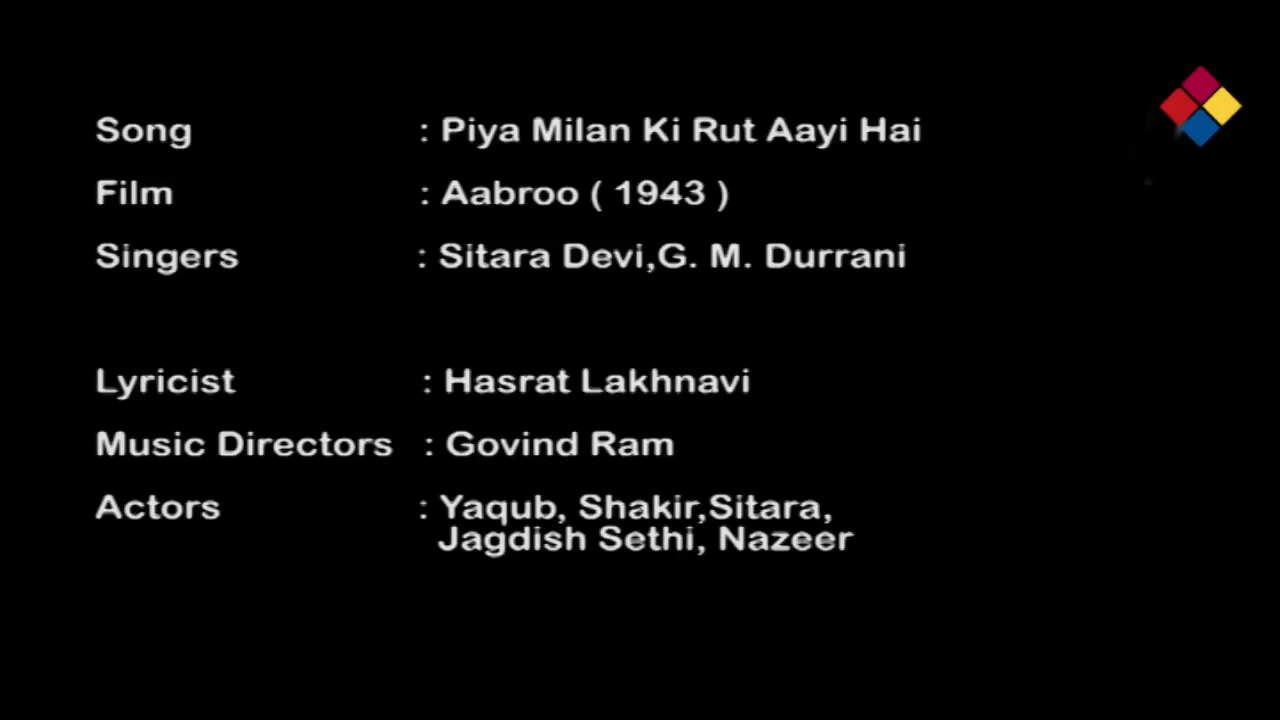 Song : Piya Milan Ki Rut Aayi Hai
Film : Aabroo ( 1943 )
Singers : Sitara Devi,G. M. Durrani
Lyricist : Hasrat Lakhnavi
Music Directors : Govind Ram
Actors : Yaqub, Shakir,Sitara,
Jagdish Sethi, Nazeer